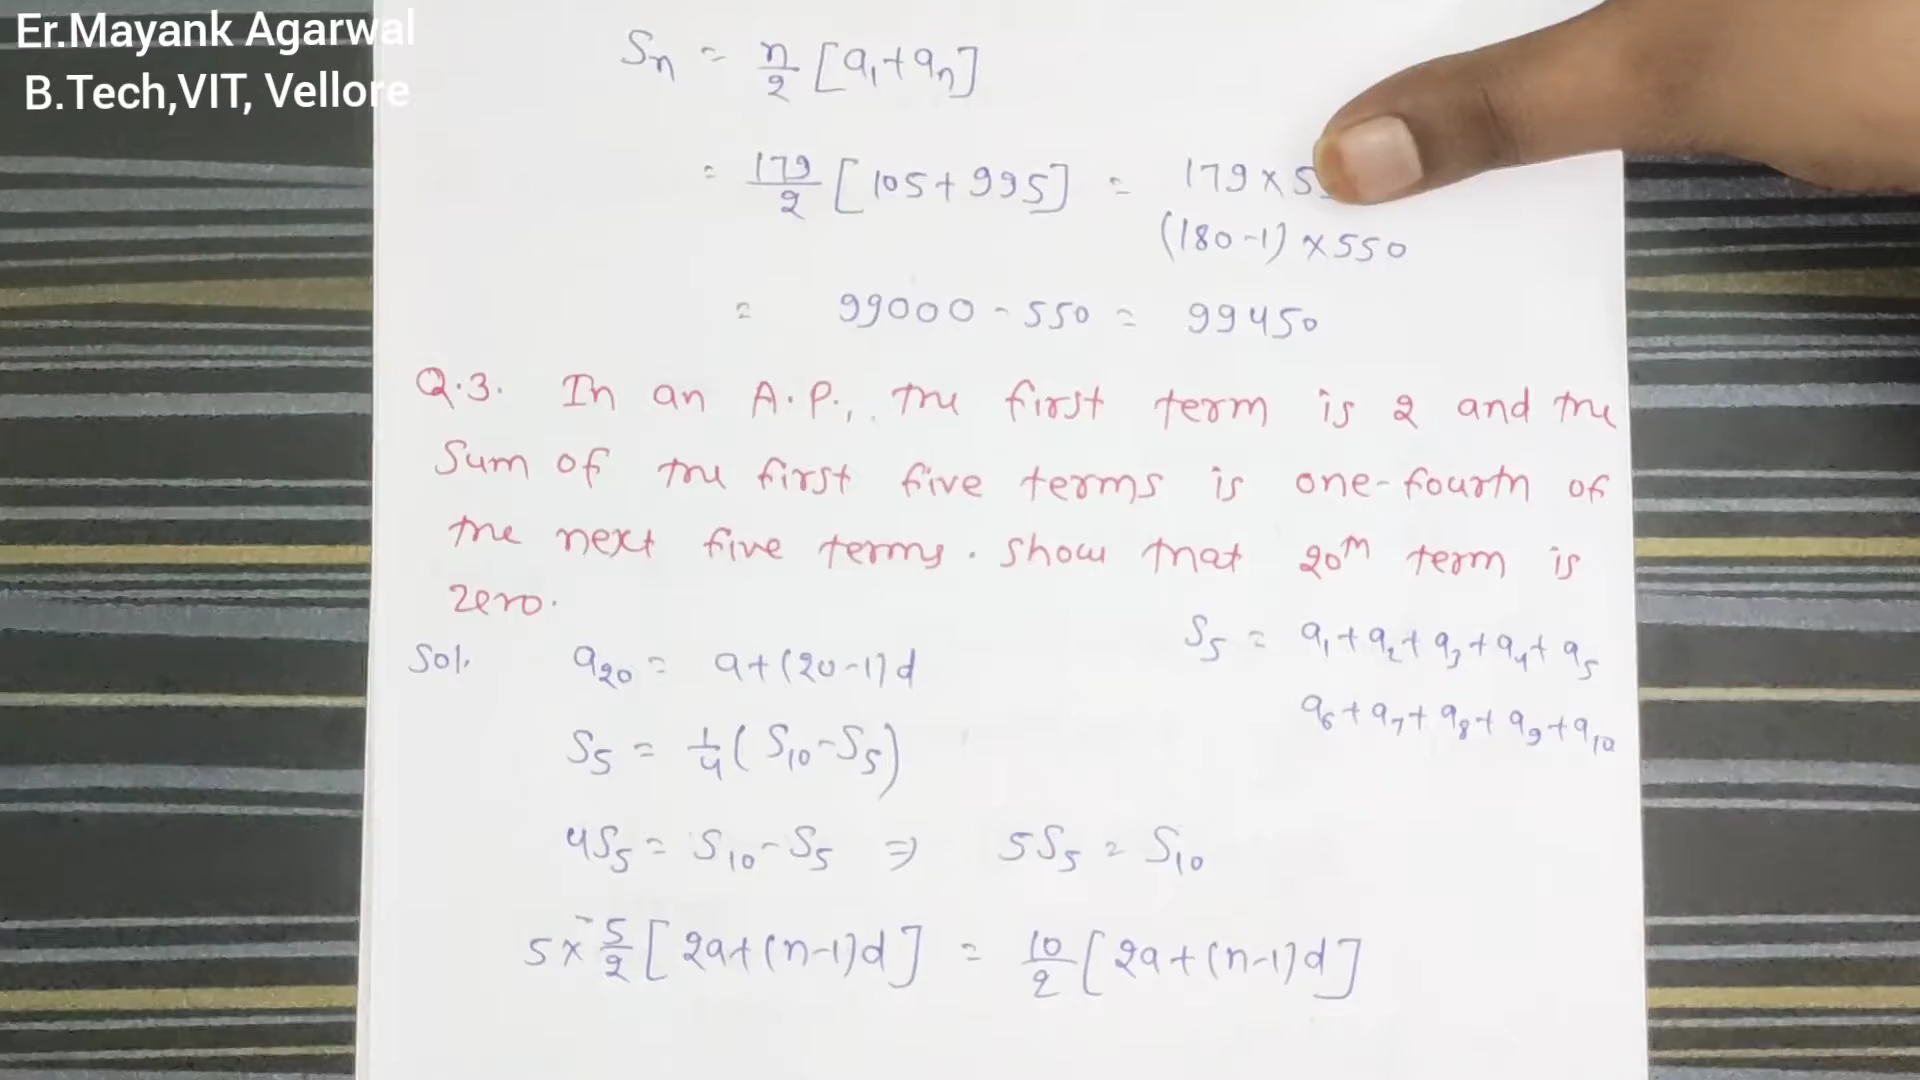 Er.Mayank Agarwal
B.Tech,VIT, Vellore
Sn = n/2 [a₁+aₙ]
= 179/2 [105+995] = 179×5
(180-1)×550
= 99000-550 = 99450
Q.3. In an A.P., the first term is 2 and the
Sum of the first five terms is one-fourth of
the next five terms. Show that 20th term is
zero.
S₅ = a₁+a₂+a₃+a₄+a₅
Sol. a₂₀ = a+(20-1)d
a₆+a₇+a₈+a₉+a₁₀
S₅ = 1/4 (S₁₀-S₅)
4S₅ = S₁₀-S₅ ⇒ 5S₅ = S₁₀
5×5/2 [2a+(n-1)d] = 10/2 [2a+(n-1)d]